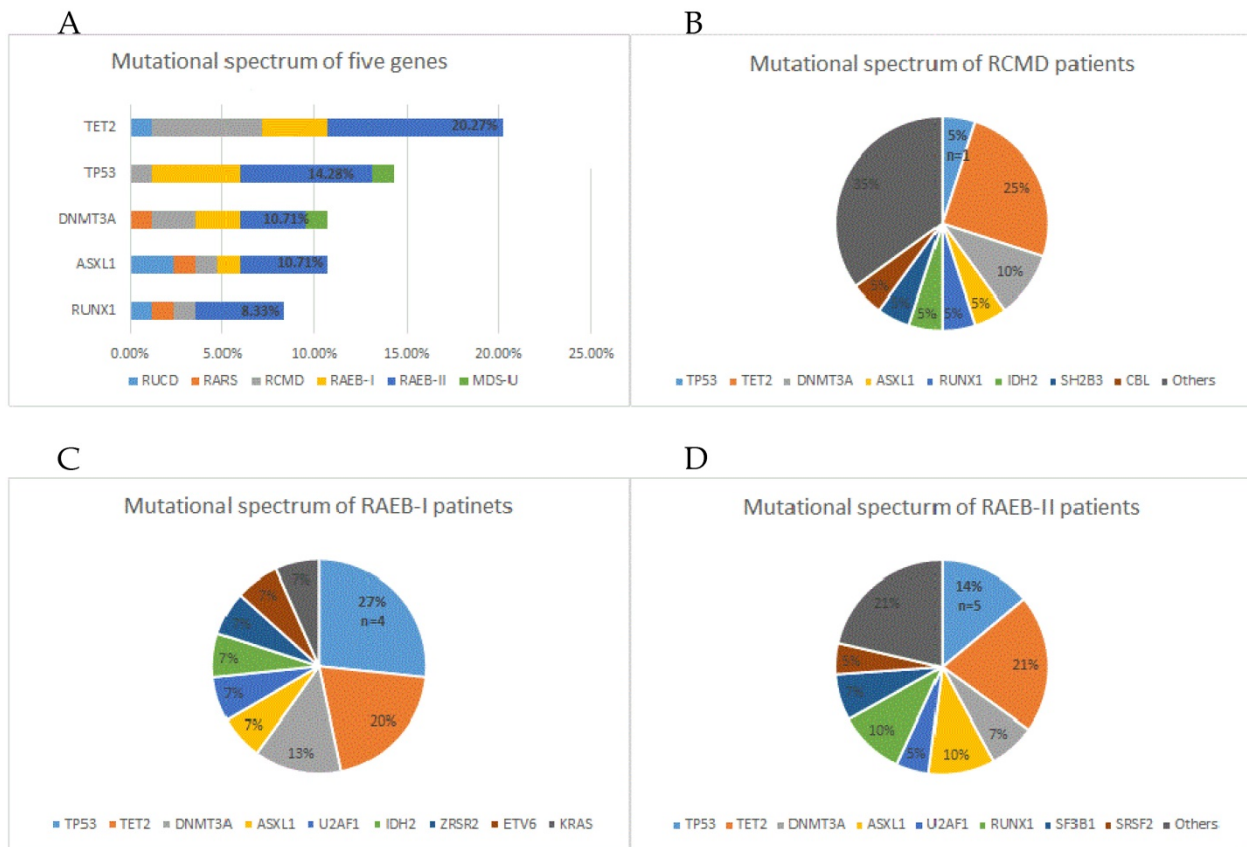 A
Mutational spectrum of five genes
TET2
20.27%
TP53
14.28%
DNMT3A
10.71%
ASXL1
10.71%
RUNX1
8.33%
0.00% 5.00% 10.00% 15.00% 20.00% 25.00%
RUCD RARS RCMD RAEB-I RAEB-II MDS-U
B
Mutational spectrum of RCMD patients
5%
n=1
25%
10%
5%
5%
5%
5%
5%
35%
TP53 TET2 DNMT3A ASXL1 RUNX1 IDH2 SH2B3 CBL Others
C
Mutational spectrum of RAEB-I patinets
27%
n=4
20%
13%
7%
7%
7%
7%
7%
7%
TP53 TET2 DNMT3A ASXL1 U2AF1 IDH2 ZRSR2 ETV6 KRAS
D
Mutational specturm of RAEB-II patients
14%
n=5
21%
7%
10%
5%
10%
7%
5%
21%
TP53 TET2 DNMT3A ASXL1 U2AF1 RUNX1 SF3B1 SRSF2 Others